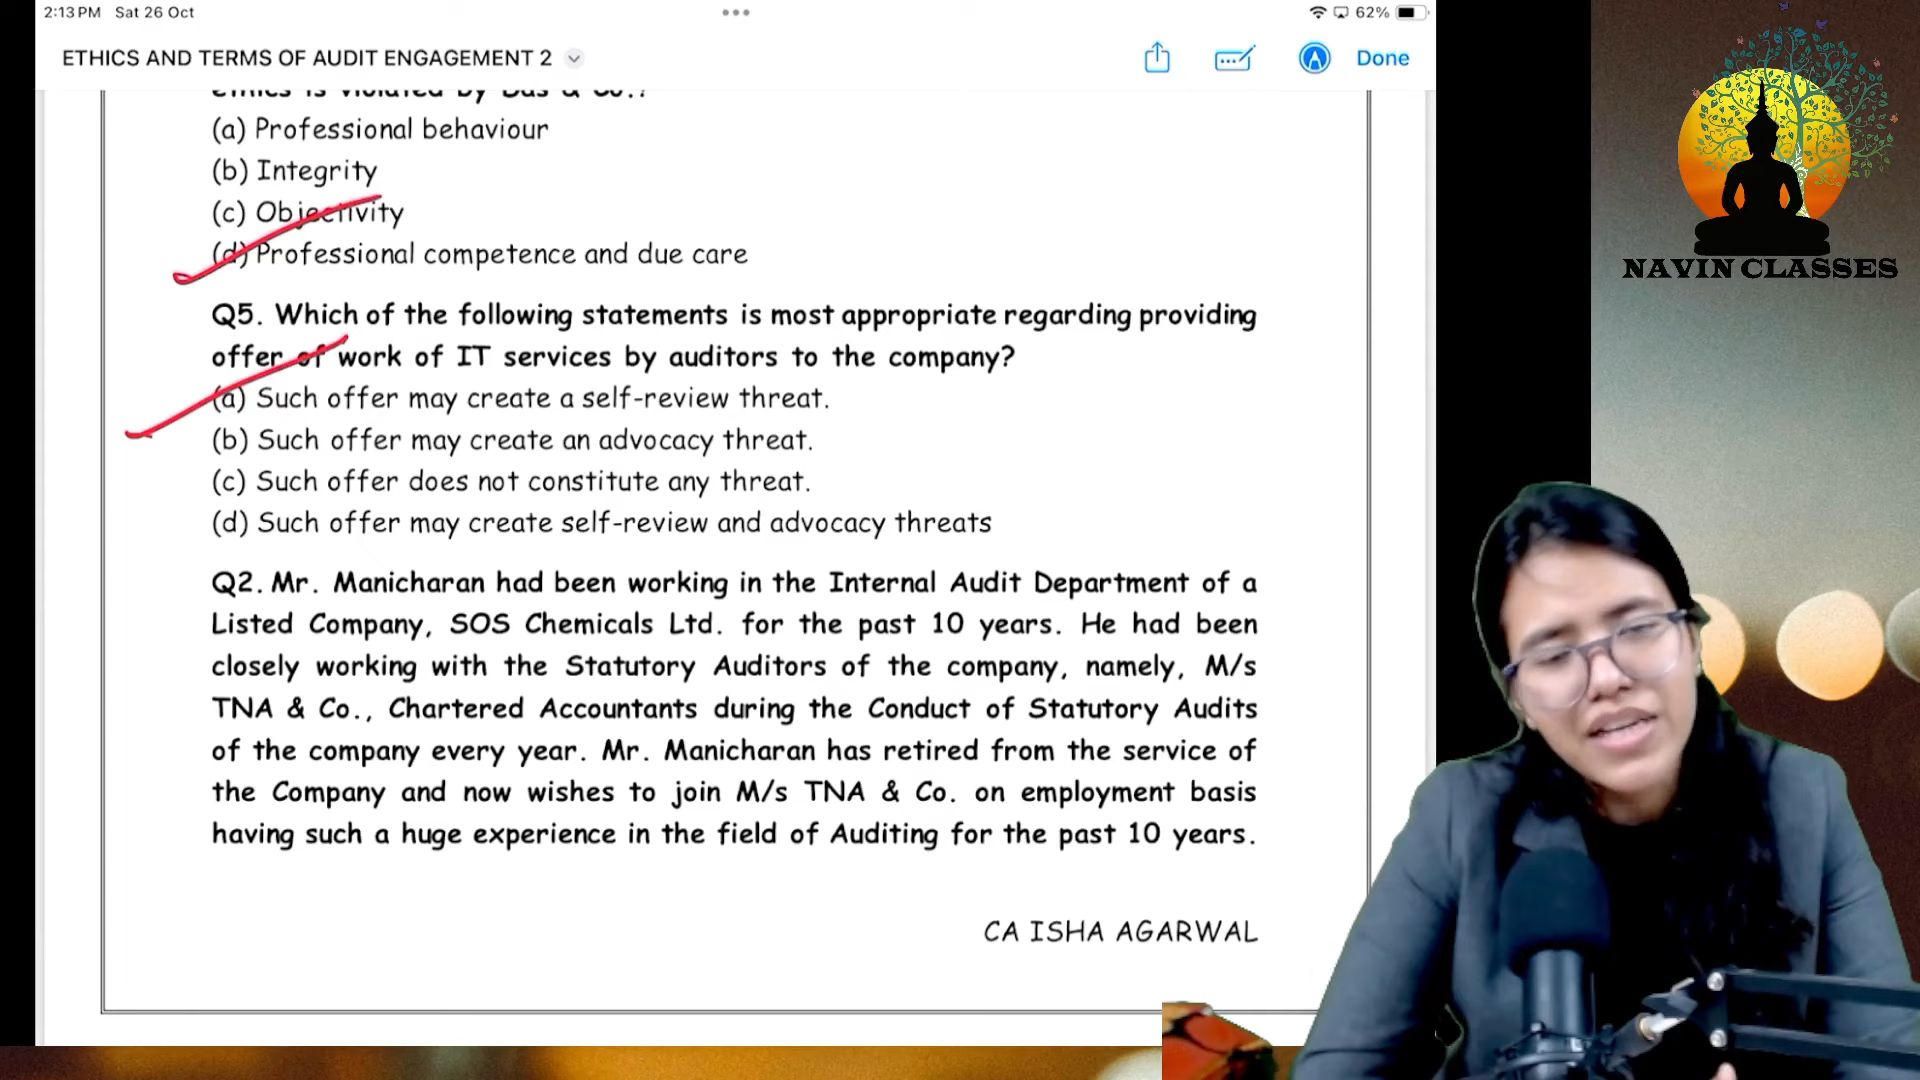 2:13 PM Sat 26 Oct
62%
ETHICS AND TERMS OF AUDIT ENGAGEMENT 2
Done
ethics is violated by Das & Co.?
(a) Professional behaviour
(b) Integrity
(c) Objectivity
(d) Professional competence and due care
Q5. Which of the following statements is most appropriate regarding providing
offer of work of IT services by auditors to the company?
(a) Such offer may create a self-review threat.
(b) Such offer may create an advocacy threat.
(c) Such offer does not constitute any threat.
(d) Such offer may create self-review and advocacy threats
Q2. Mr. Manicharan had been working in the Internal Audit Department of a
Listed Company, SOS Chemicals Ltd. for the past 10 years. He had been
closely working with the Statutory Auditors of the company, namely, M/s
TNA & Co., Chartered Accountants during the Conduct of Statutory Audits
of the company every year. Mr. Manicharan has retired from the service of
the Company and now wishes to join M/s TNA & Co. on employment basis
having such a huge experience in the field of Auditing for the past 10 years.
CA ISHA AGARWAL
NAVIN CLASSES